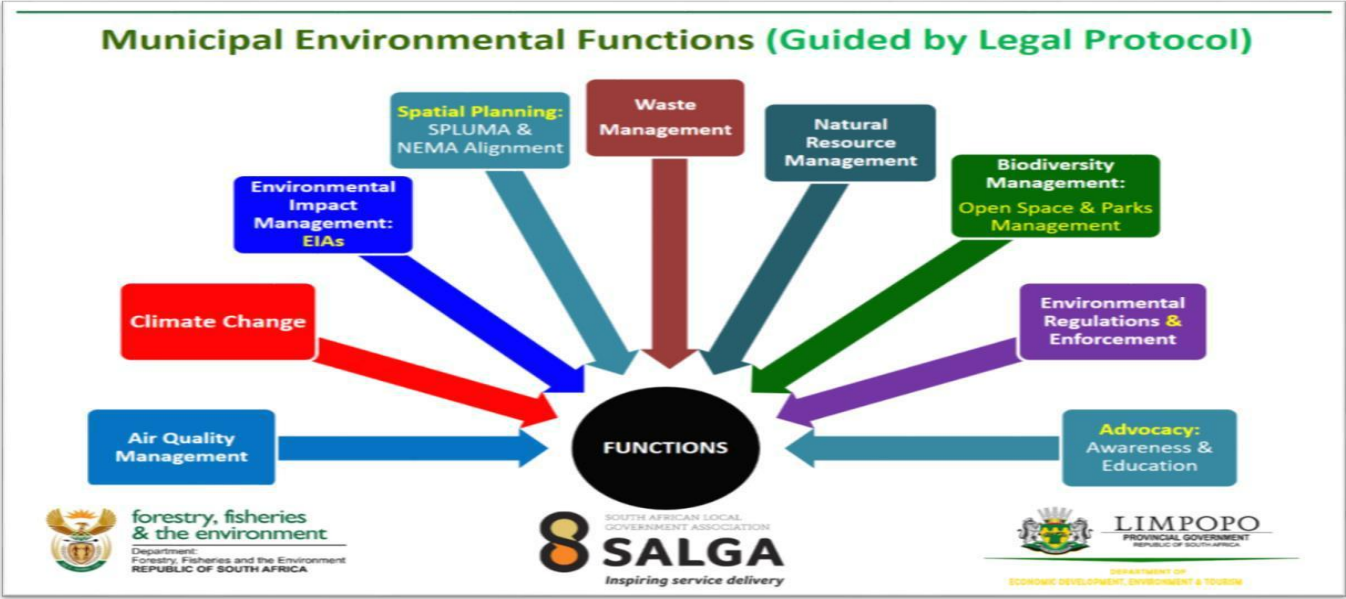 Municipal Environmental Functions (Guided by Legal Protocol)
Spatial Planning:
SPLUMA &
NEMA Alignment
Waste
Management
Natural
Resource
Management
Environmental
Impact
Management:
EIAs
Biodiversity
Management:
Open Space & Parks
Management
Climate Change
Environmental
Regulations &
Enforcement
Air Quality
Management
FUNCTIONS
Advocacy:
Awareness &
Education
forestry, fisheries
& the environment
Department:
Forestry, Fisheries and the Environment
REPUBLIC OF SOUTH AFRICA
SOUTH AFRICAN LOCAL
GOVERNMENT ASSOCIATION
SALGA
Inspiring service delivery
LIMPOPO
PROVINCIAL GOVERNMENT
REPUBLIC OF SOUTH AFRICA
DEPARTMENT OF
ECONOMIC DEVELOPMENT, ENVIRONMENT & TOURISM